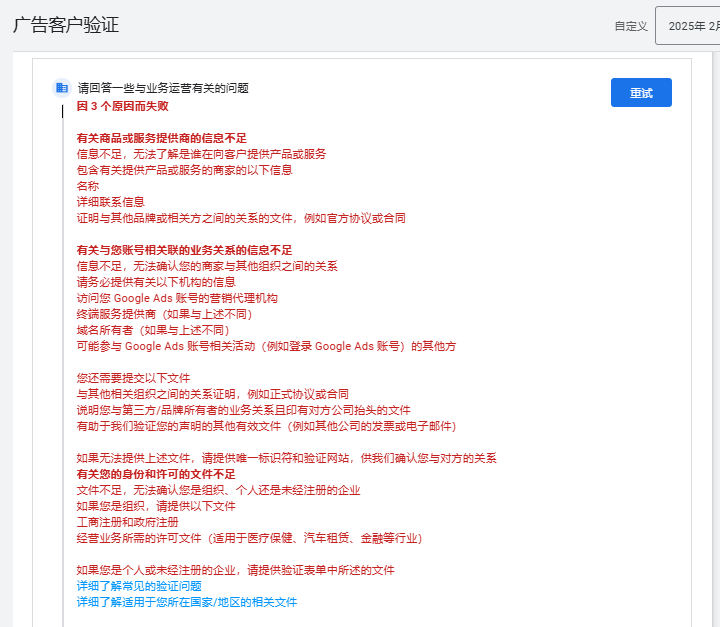 广告客户验证
自定义
2025年 2月
请回答一些与业务运营有关的问题
重试
因 3 个原因而失败
有关商品或服务提供商的信息不足
信息不足，无法了解是谁在向客户提供产品或服务
包含有关提供产品或服务的商家的以下信息
名称
详细联系信息
证明与其他品牌或相关方之间的关系的文件，例如官方协议或合同
有关与您账号相关联的业务关系的信息不足
信息不足，无法确认您的商家与其他组织之间的关系
请务必提供有关以下机构的信息
访问您 Google Ads 账号的营销代理机构
终端服务提供商（如果与上述不同）
域名所有者（如果与上述不同）
可能参与 Google Ads 账号相关活动（例如登录 Google Ads 账号）的其他方
您还需要提交以下文件
与其他相关组织之间的关系证明，例如正式协议或合同
说明您与第三方/品牌所有者的业务关系且印有对方公司抬头的文件
有助于我们验证您的声明的其他有效文件（例如其他公司的发票或电子邮件）
如果无法提供上述文件，请提供唯一标识符和验证网站，供我们确认您与对方的关系
有关您的身份和许可的文件不足
文件不足，无法确认您是组织、个人还是未经注册的企业
如果您是组织，请提供以下文件
工商注册和政府注册
经营业务所需的许可文件（适用于医疗保健、汽车租赁、金融等行业）
如果您是个人或未经注册的企业，请提供验证表单中所述的文件
详细了解常见的验证问题
详细了解适用于您所在国家/地区的相关文件